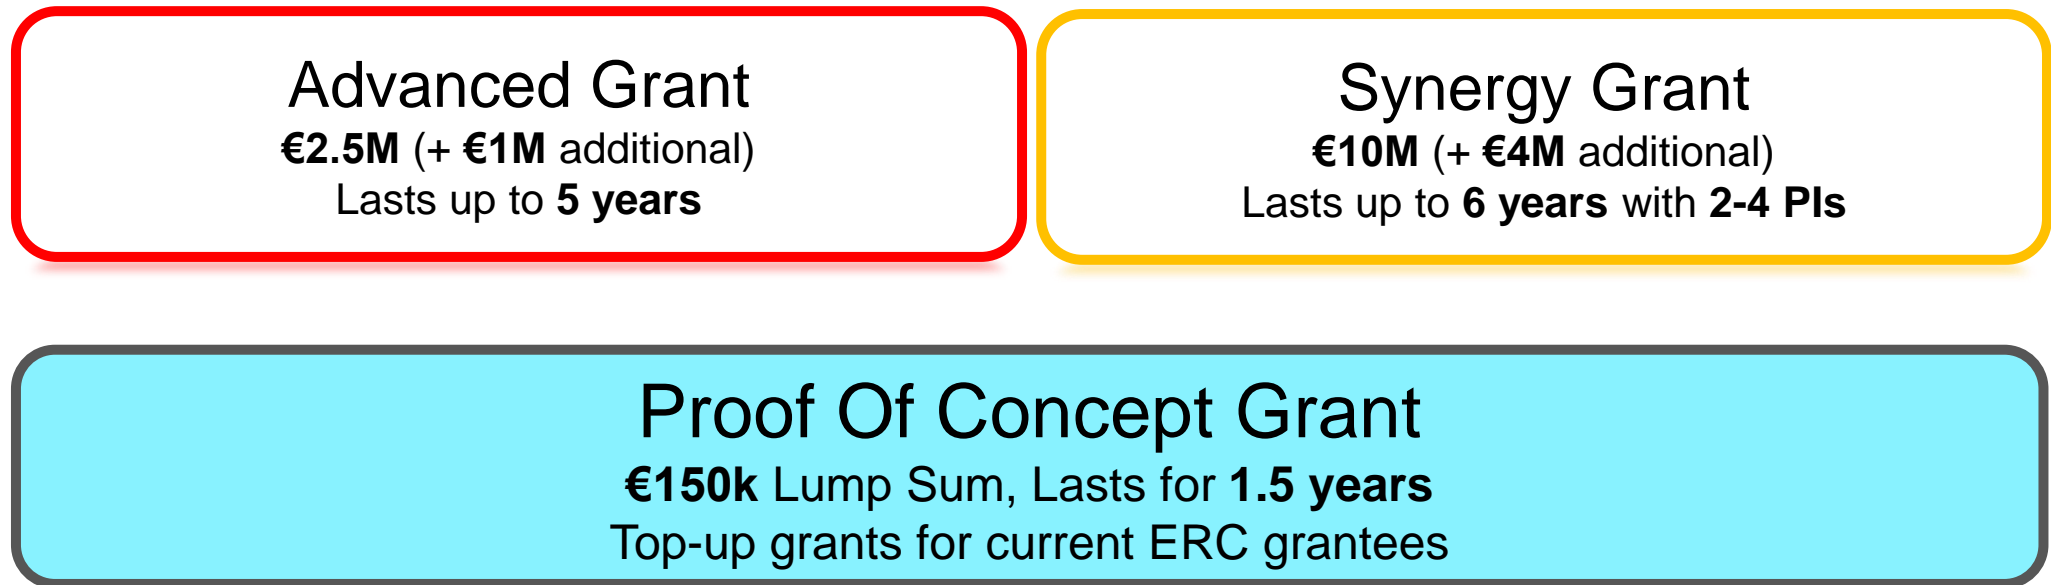 Advanced Grant
€2.5M (+ €1M additional)
Lasts up to 5 years
Synergy Grant
€10M (+ €4M additional)
Lasts up to 6 years with 2-4 PIs
Proof Of Concept Grant
€150k Lump Sum, Lasts for 1.5 years
Top-up grants for current ERC grantees